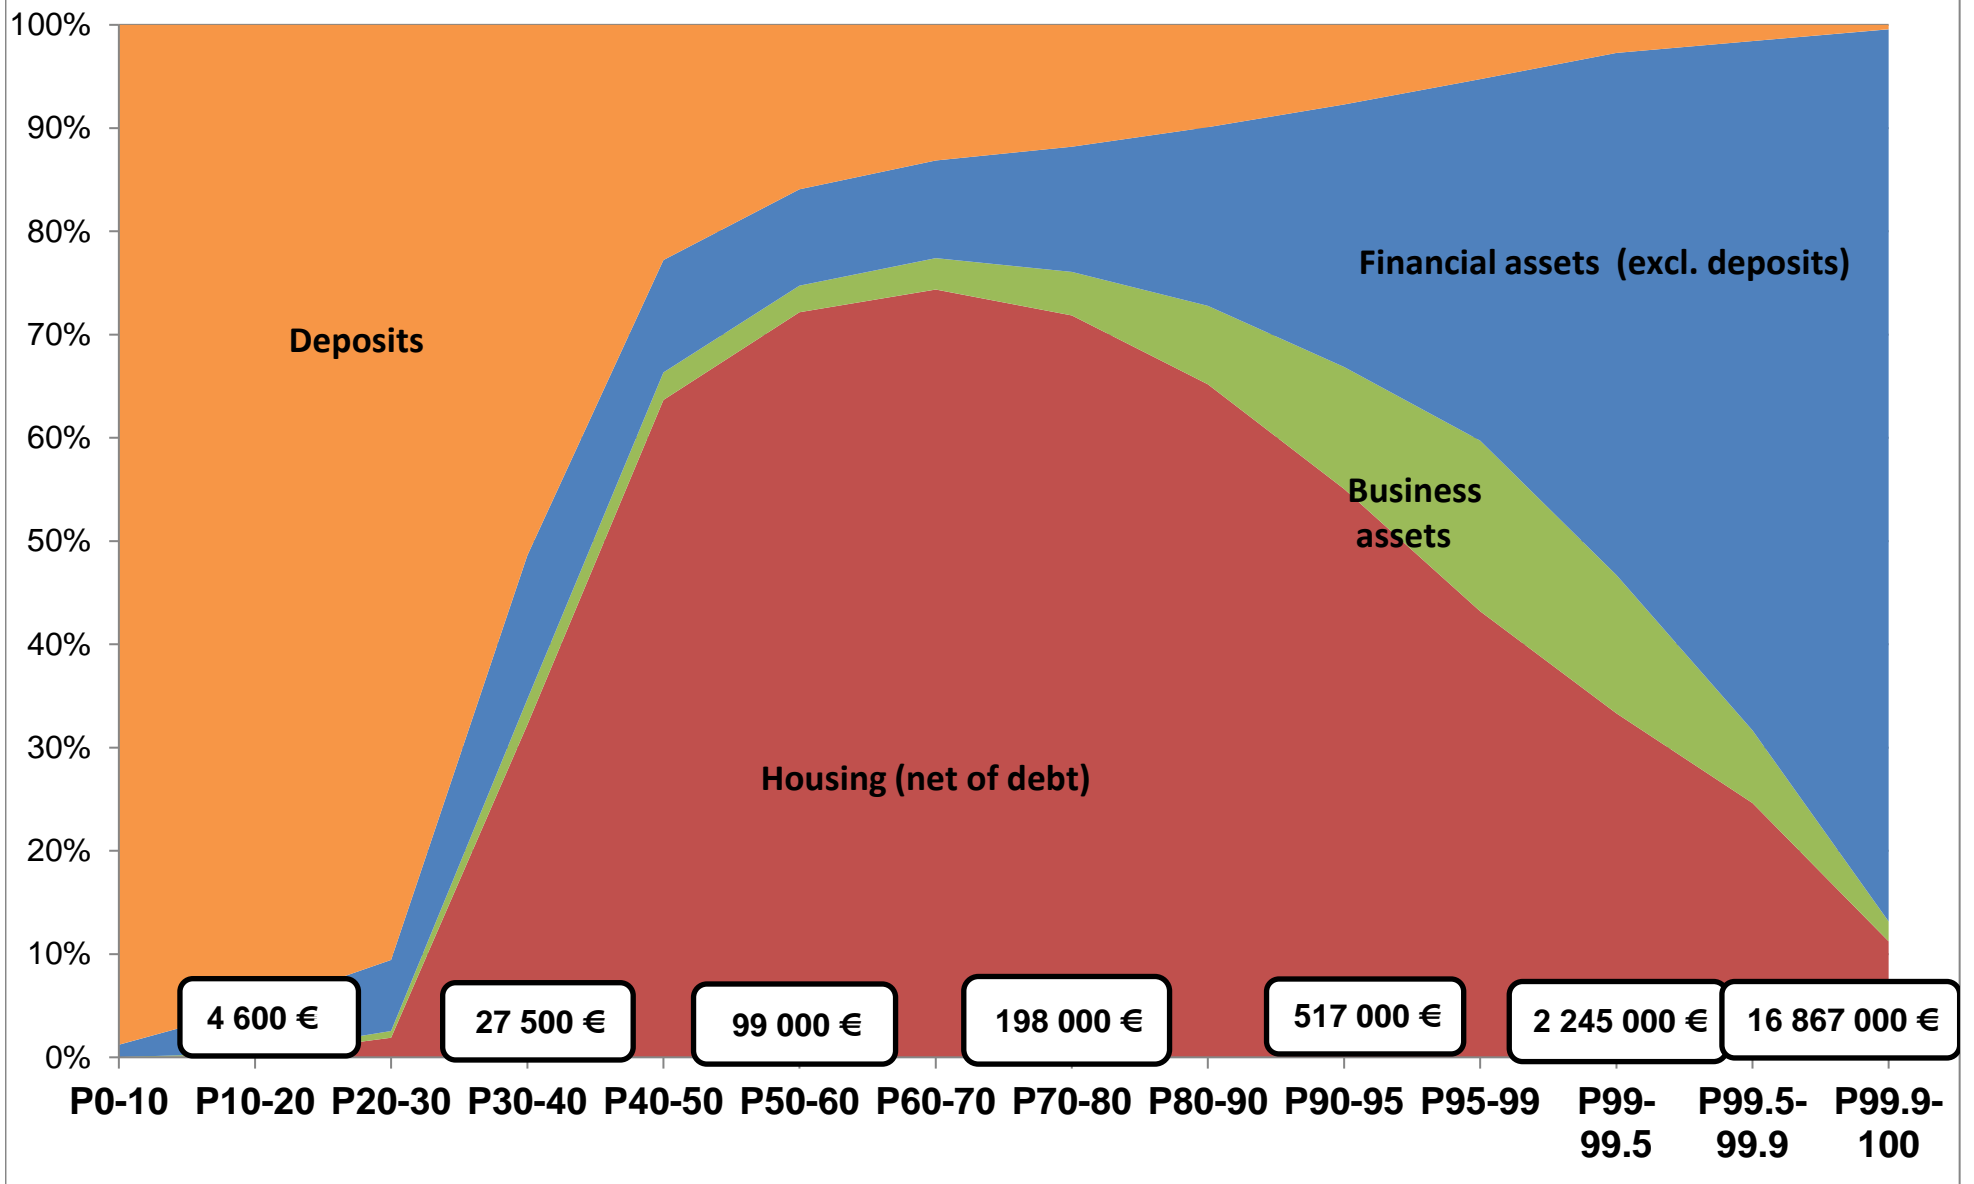 100%
90%
80%
70%
60%
50%
40%
30%
20%
10%
0%
Deposits
Financial assets  (excl. deposits)
Business
assets
Housing (net of debt)
4 600 €
27 500 €
99 000 €
198 000 €
517 000 €
2 245 000 €
16 867 000 €
P0-10
P10-20
P20-30
P30-40
P40-50
P50-60
P60-70
P70-80
P80-90
P90-95
P95-99
P99-
99.5
P99.5-
99.9
P99.9-
100